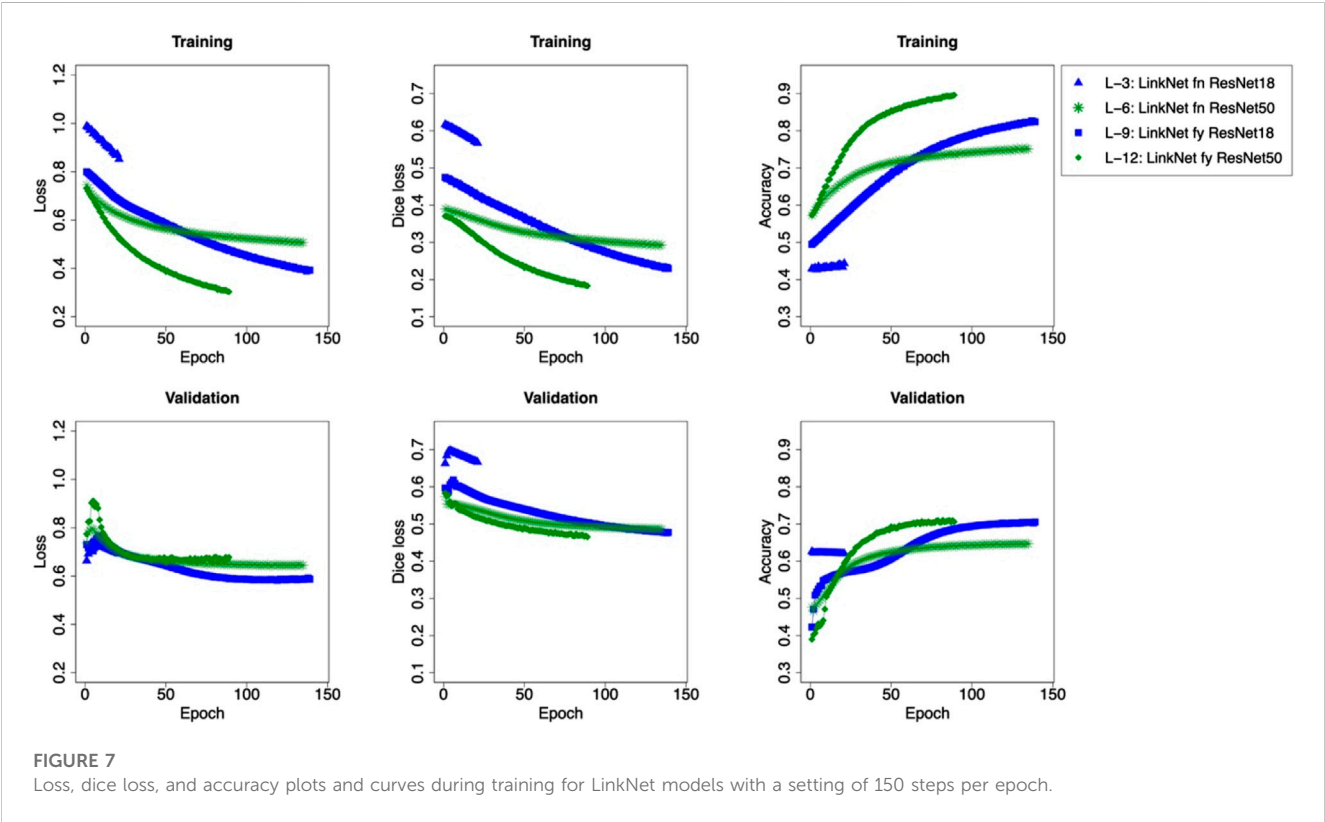 Training
Loss
1.2
1.0
0.8
0.6
0.4
0.2
0 50 100 150
Epoch
Training
Dice loss
0.7
0.6
0.5
0.4
0.3
0.2
0.1
0 50 100 150
Epoch
Training
Accuracy
0.9
0.8
0.7
0.6
0.5
0.4
0.3
0 50 100 150
Epoch
L-3: LinkNet fn ResNet18
L-6: LinkNet fn ResNet50
L-9: LinkNet fy ResNet18
L-12: LinkNet fy ResNet50
Validation
Loss
1.2
1.0
0.8
0.6
0.4
0.2
0 50 100 150
Epoch
Validation
Dice loss
0.7
0.6
0.5
0.4
0.3
0.2
0.1
0 50 100 150
Epoch
Validation
Accuracy
0.9
0.8
0.7
0.6
0.5
0.4
0.3
0 50 100 150
Epoch
FIGURE 7
Loss, dice loss, and accuracy plots and curves during training for LinkNet models with a setting of 150 steps per epoch.